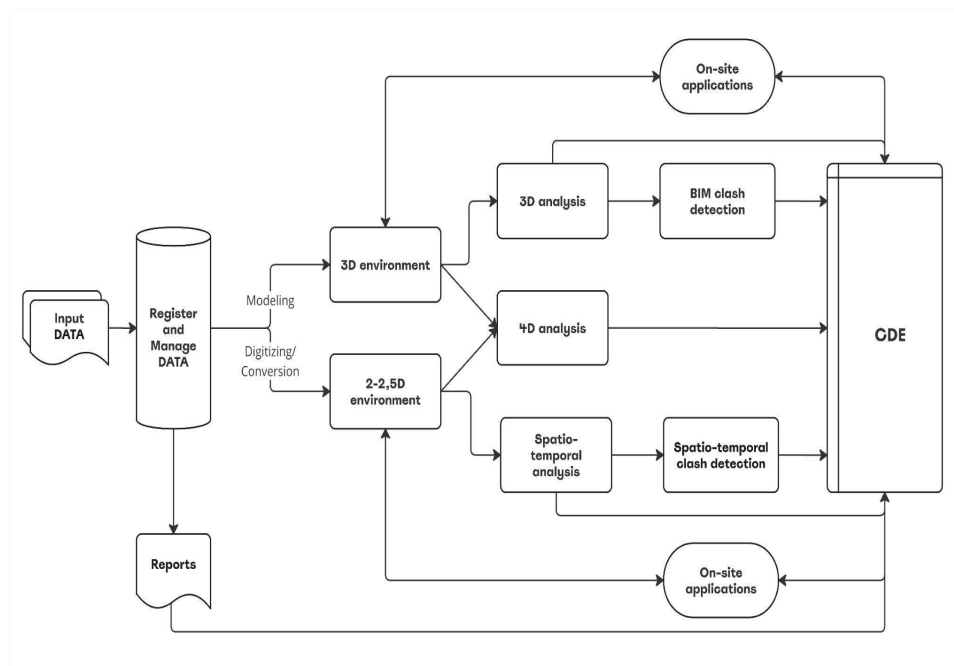 On-site
applications
3D analysis
BIM clash
detection
3D environment
Modeling
Input
DATA
Register
and
Manage
DATA
4D analysis
CDE
Digitizing/
Conversion
2-2,5D
environment
Spatio-
temporal
analysis
Spatio-temporal
clash detection
Reports
On-site
applications